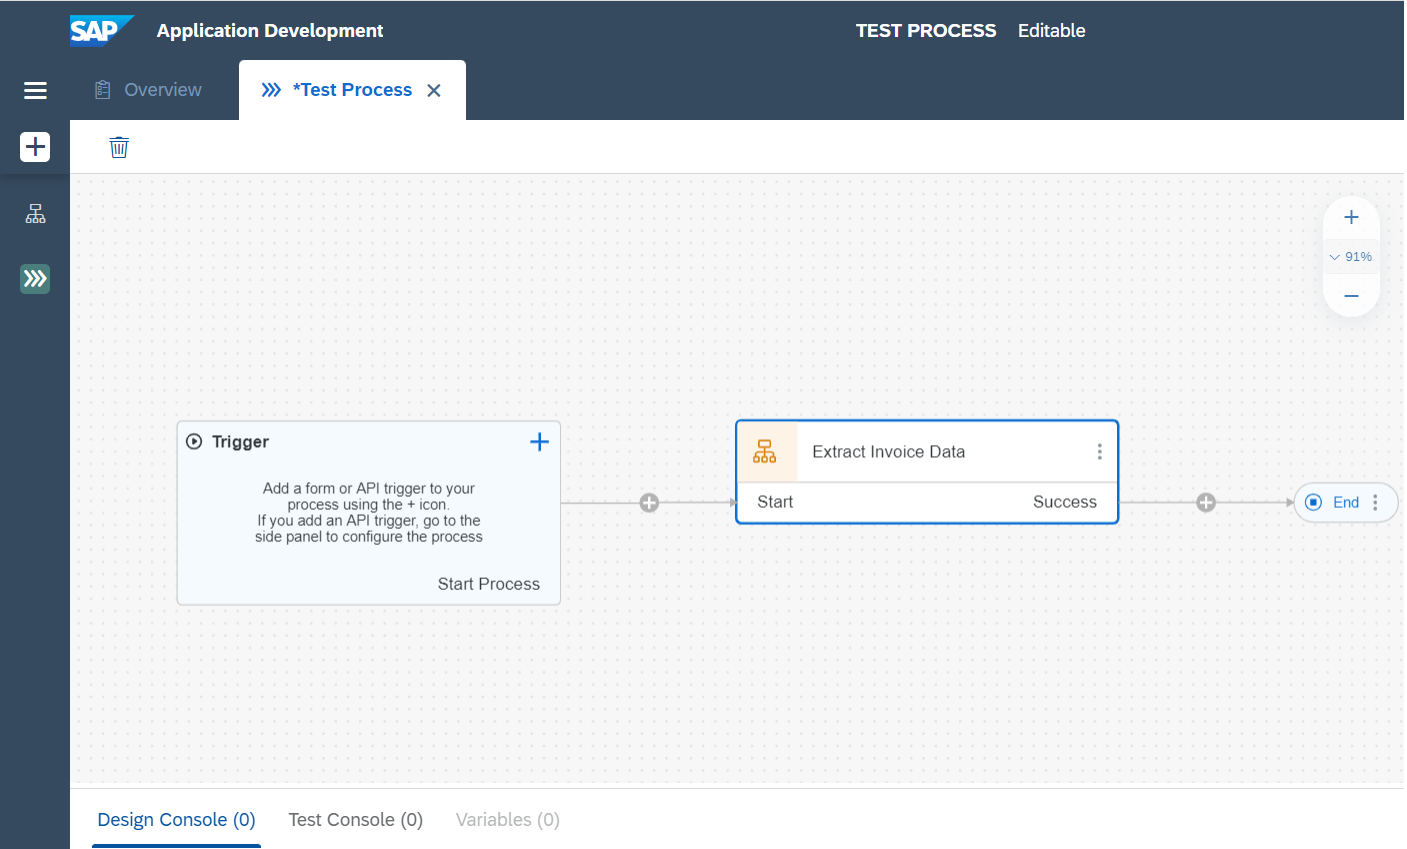 SAP Application Development TEST PROCESS Editable
Overview *Test Process
91%
Trigger
Add a form or API trigger to your
process using the + icon.
If you add an API trigger, go to the
side panel to configure the process
Start Process
Extract Invoice Data
Start Success
End
Design Console (0) Test Console (0) Variables (0)